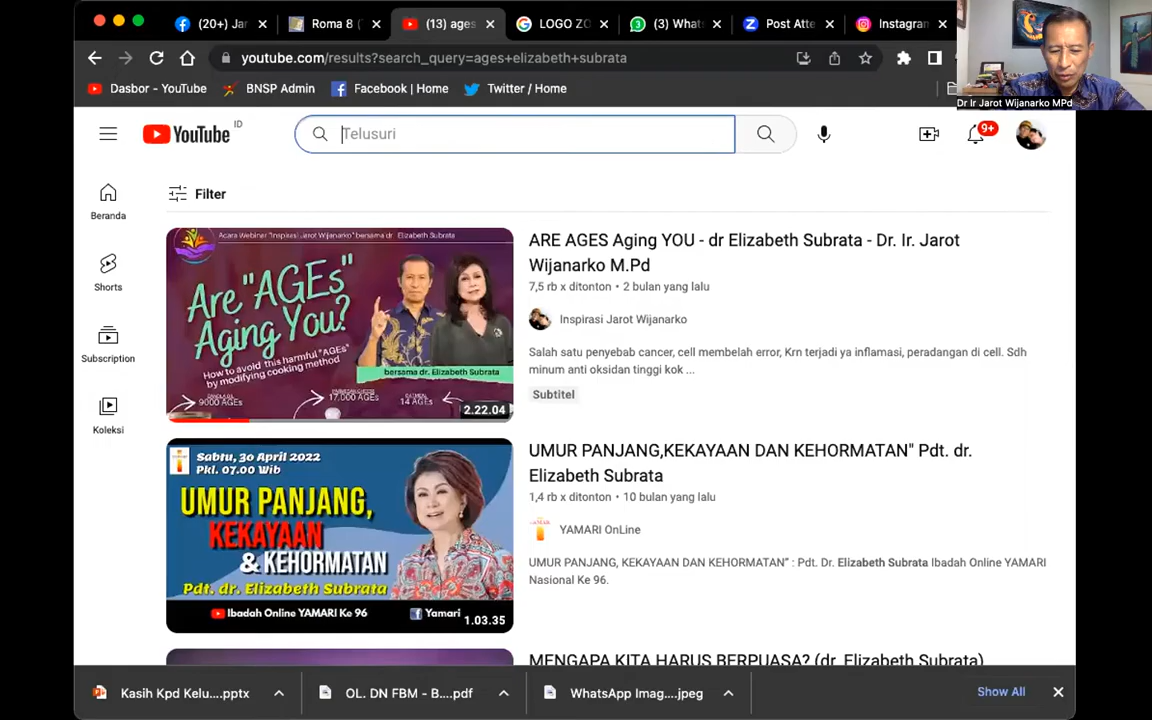 (20+) Jar
Roma 8 (
(13) ages
LOGO ZO
(3) Whats
Post Atte
Instagran
youtube.com/results?search_query=ages+elizabeth+subrata
Dasbor - YouTube
BNSP Admin
Facebook | Home
Twitter / Home
Dr Ir Jarot Wijanarko MPd
YouTube ID
Telusuri
9+
Beranda
Shorts
Subscription
Koleksi
Filter
Acara Webinar "Inspirasi Jarot Wijanarko" bersama dr Elizabeth Subrata
Are "AGEs"
Aging You?
How to avoid this harmful "AGEs"
by modifying cooking method
bersama dr. Elizabeth Subrata
9000 AGEs
17,000 AGEs
14 AGEs
2.22.04
ARE AGES Aging YOU - dr Elizabeth Subrata - Dr. Ir. Jarot
Wijanarko M.Pd
7,5 rb x ditonton • 2 bulan yang lalu
Inspirasi Jarot Wijanarko
Salah satu penyebab cancer, cell membelah error, Krn terjadi ya inflamasi, peradangan di cell. Sdh
minum anti oksidan tinggi kok ...
Subtitel
Sabtu, 30 April 2022
Pkl. 07.00 Wib
UMUR PANJANG,
KEKAYAAN
& KEHORMATAN
Pdt. dr. Elizabeth Subrata
Ibadah Online YAMARI Ke 96
Yamari
1.03.35
UMUR PANJANG,KEKAYAAN DAN KEHORMATAN" Pdt. dr.
Elizabeth Subrata
1,4 rb x ditonton • 10 bulan yang lalu
YAMARI OnLine
UMUR PANJANG, KEKAYAAN DAN KEHORMATAN" : Pdt. Dr. Elizabeth Subrata Ibadah Online YAMARI
Nasional Ke 96.
MENGAPA KITA HARUS BERPUASA? (dr. Elizabeth Subrata)
Kasih Kpd Kelu....pptx
OL. DN FBM - B....pdf
WhatsApp Imag....jpeg
Show All